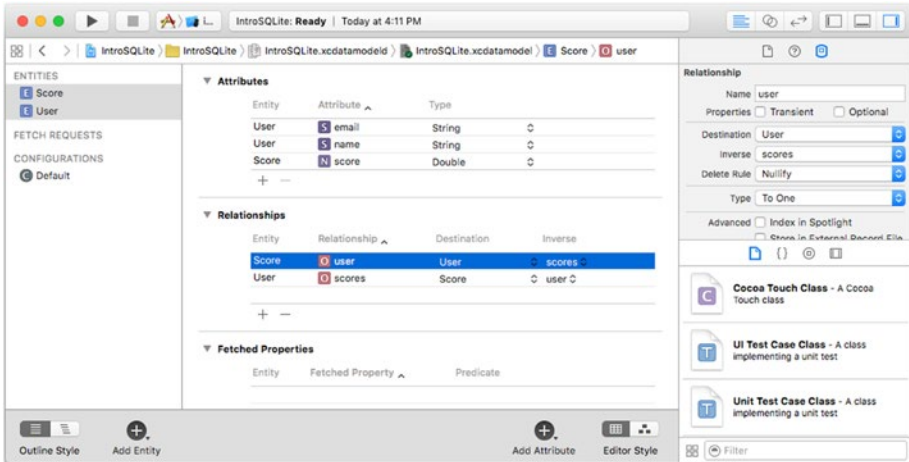 IntroSQLite: Ready | Today at 4:11 PM
IntroSQLite IntroSQLite IntroSQLite.xcdatamodeld IntroSQLite.xcdatamodel E Score O user
ENTITIES
E Score
E User
FETCH REQUESTS
CONFIGURATIONS
C Default
Attributes
Entity Attribute Type
User S email String
User S name String
Score N score Double
+ −
Relationships
Entity Relationship Destination Inverse
Score O user User scores
User O scores Score user
+ −
Fetched Properties
Entity Fetched Property Predicate
Outline Style
Add Entity
Add Attribute
Editor Style
Relationship
Name user
Properties Transient Optional
Destination User
Inverse scores
Delete Rule Nullify
Type To One
Advanced Index in Spotlight
Store in External Record File
{}
C Cocoa Touch Class - A Cocoa
Touch class
T UI Test Case Class - A class
implementing a unit test
T Unit Test Case Class - A class
implementing a unit test
Filter